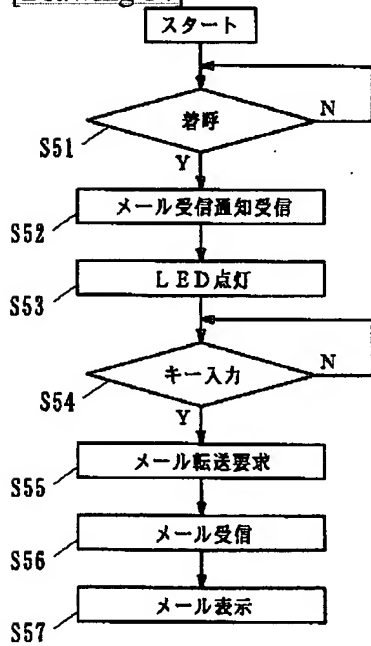 スタート
着呼
N
S51
Y
メール受信通知受信
S52
LED点灯
S53
キー入力
N
S54
Y
メール転送要求
S55
メール受信
S56
メール表示
S57